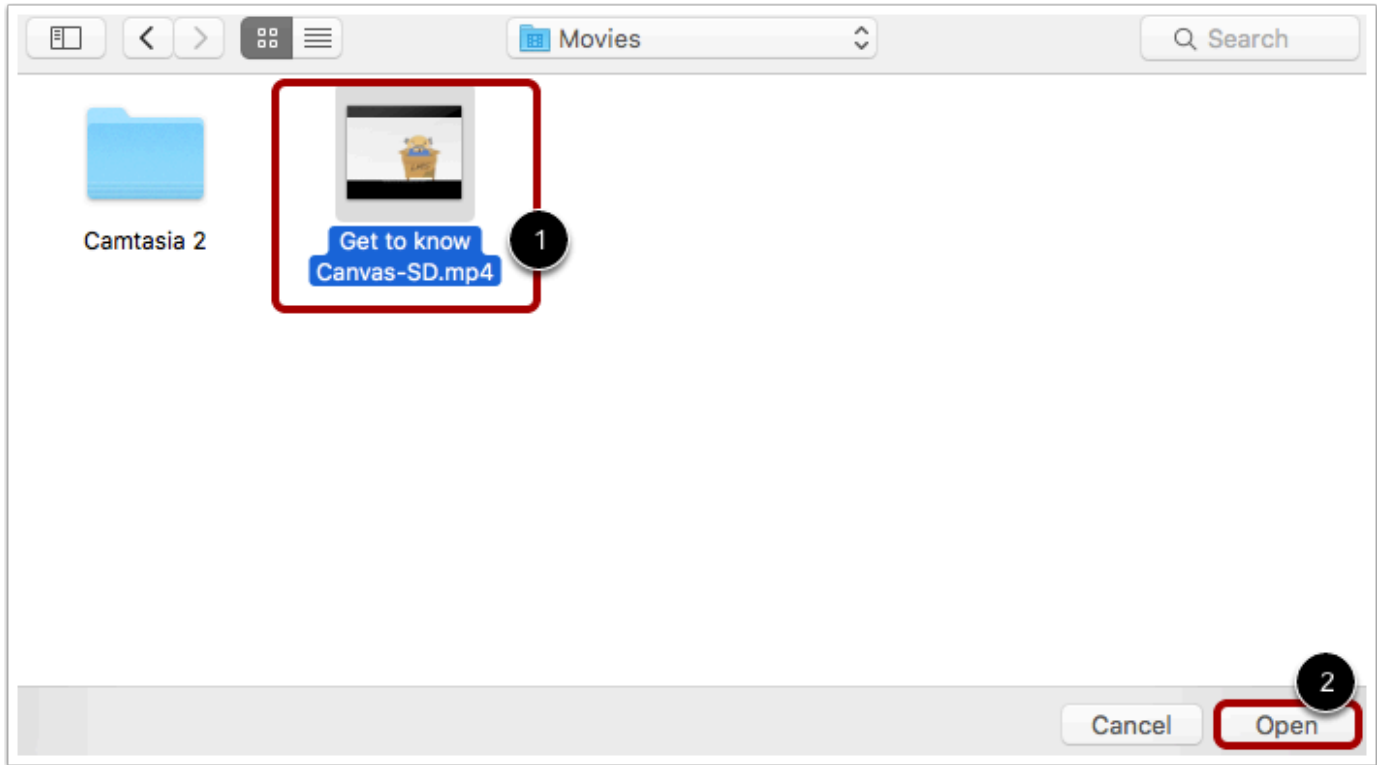 Movies
Search
Camtasia 2
Get to know
Canvas-SD.mp4
1
2
Cancel
Open